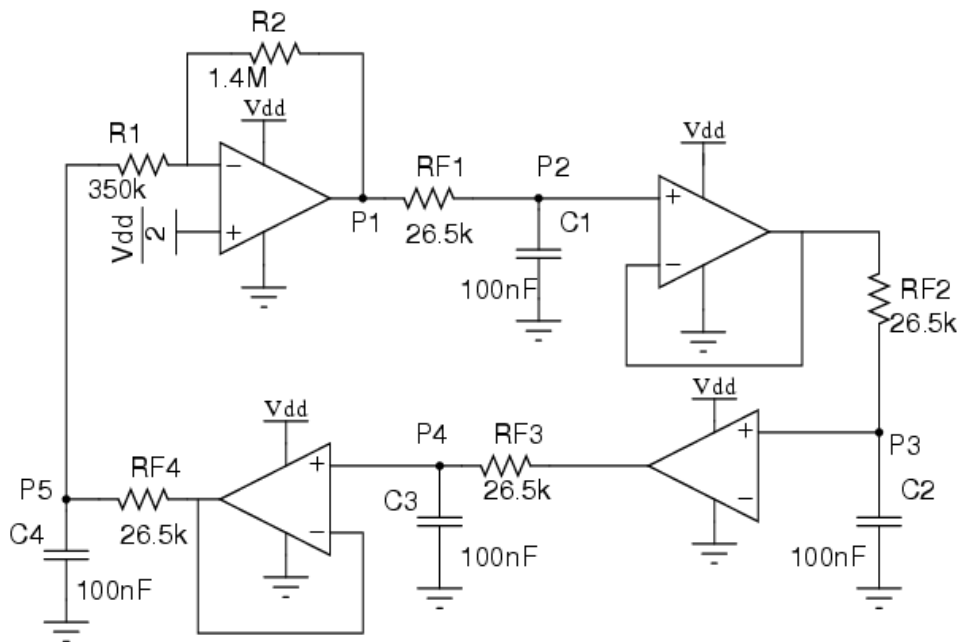 R2
1.4M
Vdd
R1
350k
−
+
Vdd
2
P1
RF1
26.5k
P2
C1
100nF
Vdd
+
−
RF2
26.5k
Vdd
+
−
P3
C2
100nF
P4
RF3
26.5k
C3
100nF
Vdd
+
−
RF4
26.5k
P5
C4
100nF